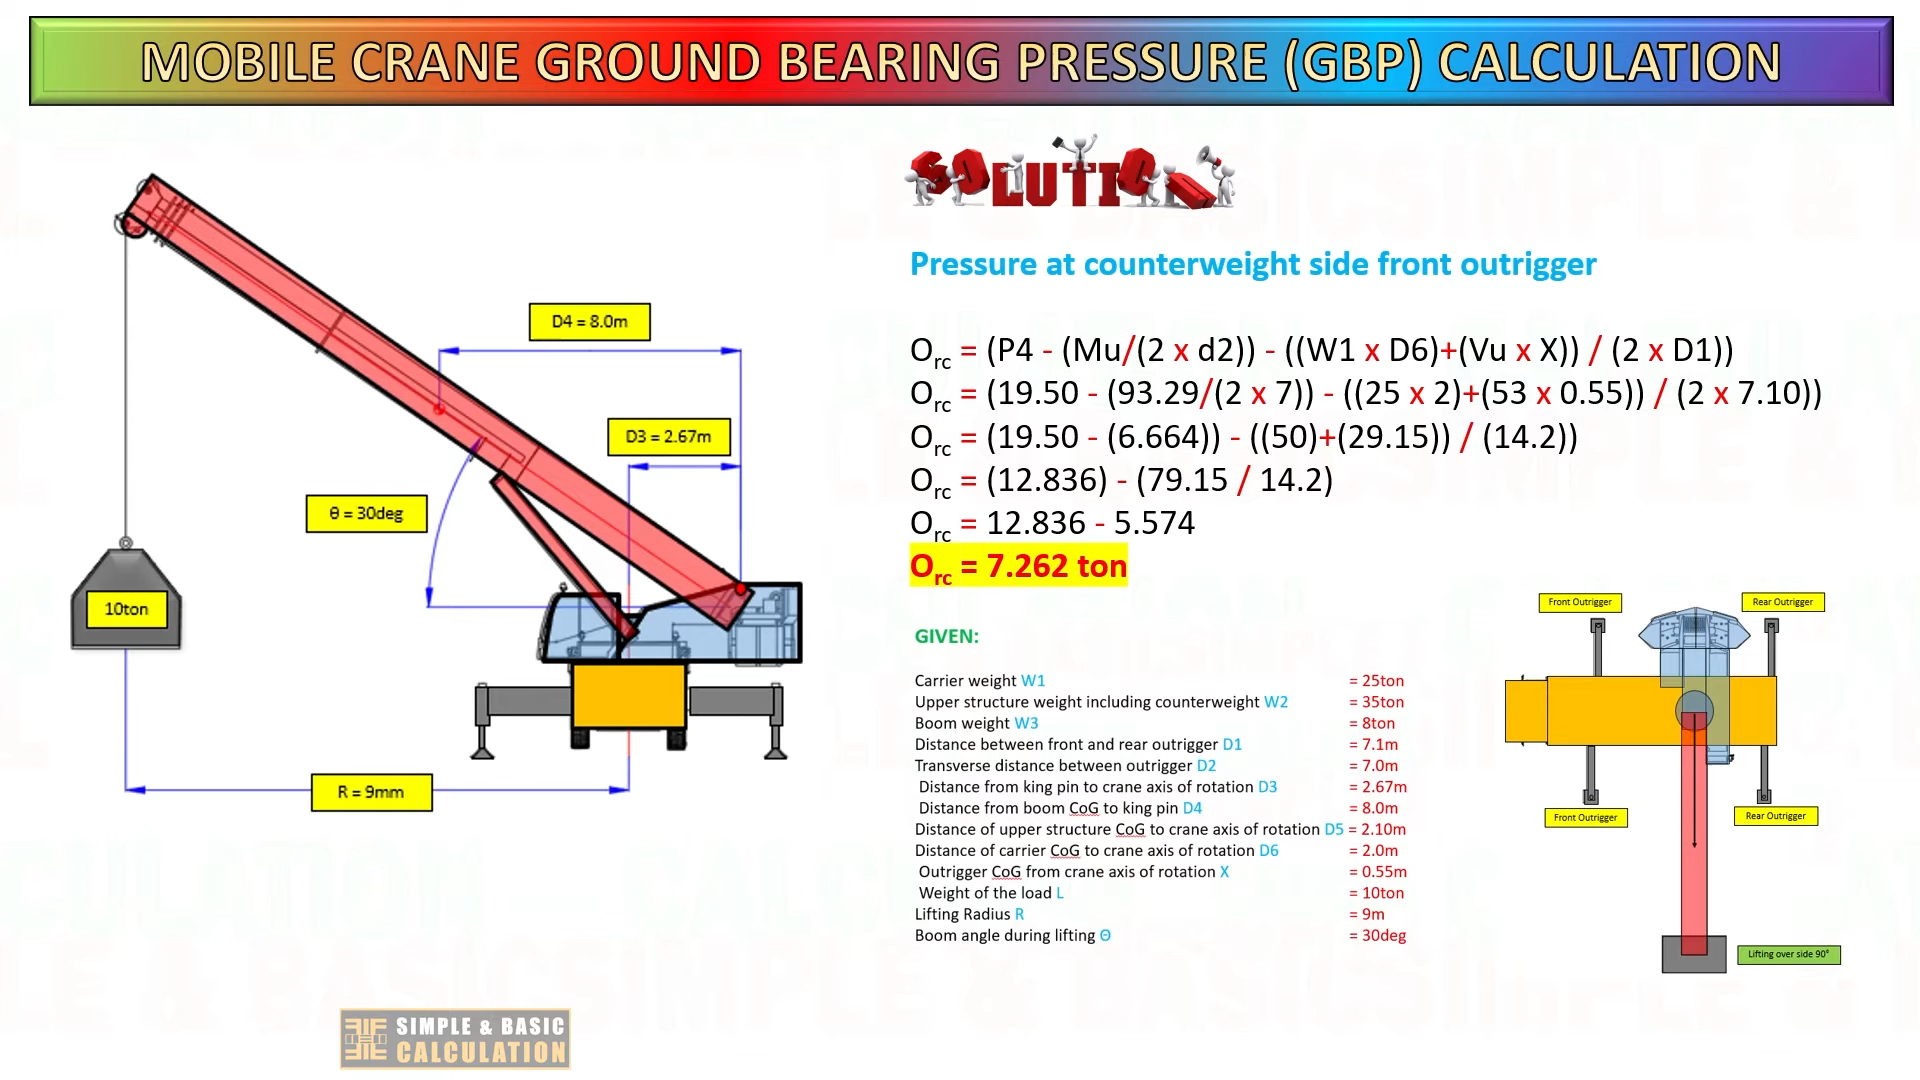 MOBILE CRANE GROUND BEARING PRESSURE (GBP) CALCULATION
SOLUTION
Pressure at counterweight side front outrigger
Orc = (P4 - (Mu/(2 x d2)) - ((W1 x D6)+(Vu x X)) / (2 x D1))
Orc = (19.50 - (93.29/(2 x 7)) - ((25 x 2)+(53 x 0.55)) / (2 x 7.10))
Orc = (19.50 - (6.664)) - ((50)+(29.15)) / (14.2))
Orc = (12.836) - (79.15 / 14.2)
Orc = 12.836 - 5.574
Orc = 7.262 ton
D4 = 8.0m
D3 = 2.67m
θ = 30deg
10ton
R = 9mm
GIVEN:
Carrier weight W1 = 25ton
Upper structure weight including counterweight W2 = 35ton
Boom weight W3 = 8ton
Distance between front and rear outrigger D1 = 7.1m
Transverse distance between outrigger D2 = 7.0m
Distance from king pin to crane axis of rotation D3 = 2.67m
Distance from boom CoG to king pin D4 = 8.0m
Distance of upper structure CoG to crane axis of rotation D5 = 2.10m
Distance of carrier CoG to crane axis of rotation D6 = 2.0m
Outrigger CoG from crane axis of rotation X = 0.55m
Weight of the load L = 10ton
Lifting Radius R = 9m
Boom angle during lifting Θ = 30deg
Front Outrigger
Rear Outrigger
Front Outrigger
Rear Outrigger
Lifting over side 90°
SIMPLE & BASIC
CALCULATION